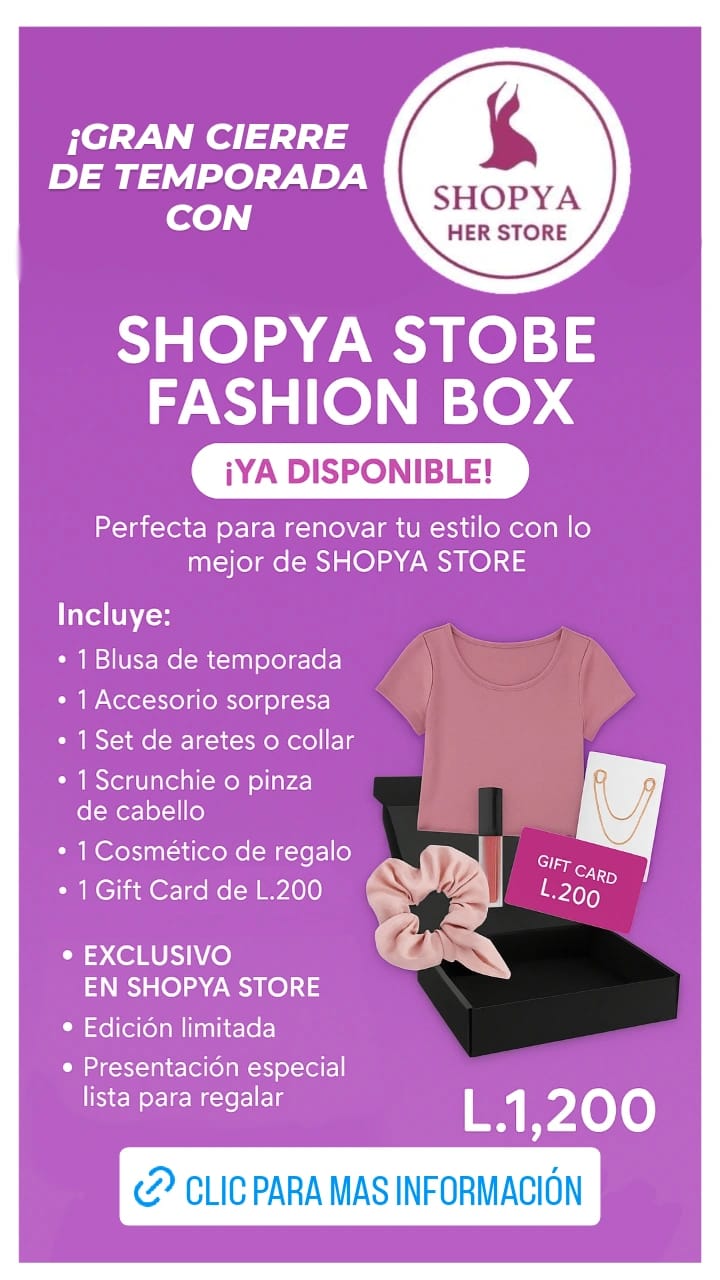 ¡GRAN CIERRE
DE TEMPORADA
CON
SHOPYA
HER STORE
SHOPYA STOBE
FASHION BOX
¡YA DISPONIBLE!
Perfecta para renovar tu estilo con lo
mejor de SHOPYA STORE
Incluye:
• 1 Blusa de temporada
• 1 Accesorio sorpresa
• 1 Set de aretes o collar
• 1 Scrunchie o pinza
de cabello
• 1 Cosmético de regalo
• 1 Gift Card de L.200
GIFT CARD
L.200
• EXCLUSIVO
EN SHOPYA STORE
• Edición limitada
• Presentación especial
lista para regalar
L.1,200
CLIC PARA MAS INFORMACIÓN